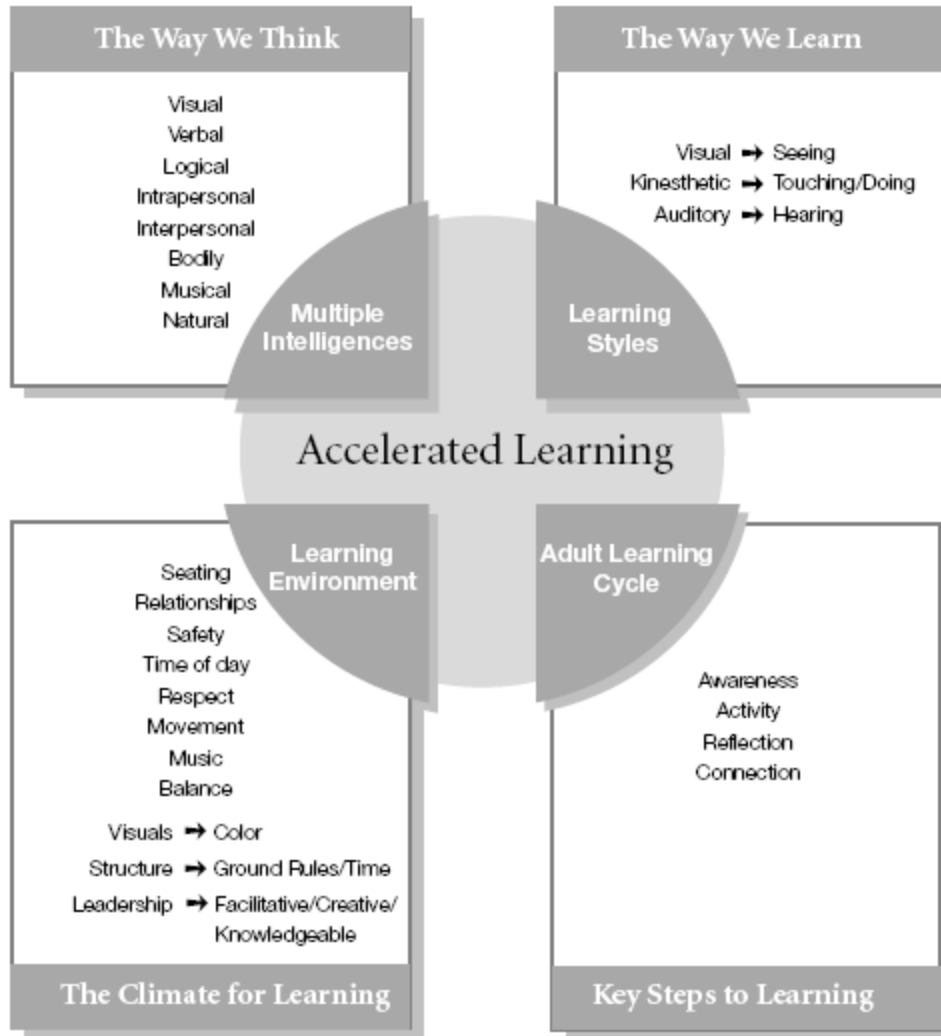 The Way We Think
Visual
Verbal
Logical
Intrapersonal
Interpersonal
Bodily
Musical
Natural
Multiple
Intelligences
The Way We Learn
Visual ➞ Seeing
Kinesthetic ➞ Touching/Doing
Auditory ➞ Hearing
Learning
Styles
Accelerated Learning
Learning
Environment
Seating
Relationships
Safety
Time of day
Respect
Movement
Music
Balance
Visuals ➞ Color
Structure ➞ Ground Rules/Time
Leadership ➞ Facilitative/Creative/
Knowledgeable
The Climate for Learning
Adult Learning
Cycle
Awareness
Activity
Reflection
Connection
Key Steps to Learning